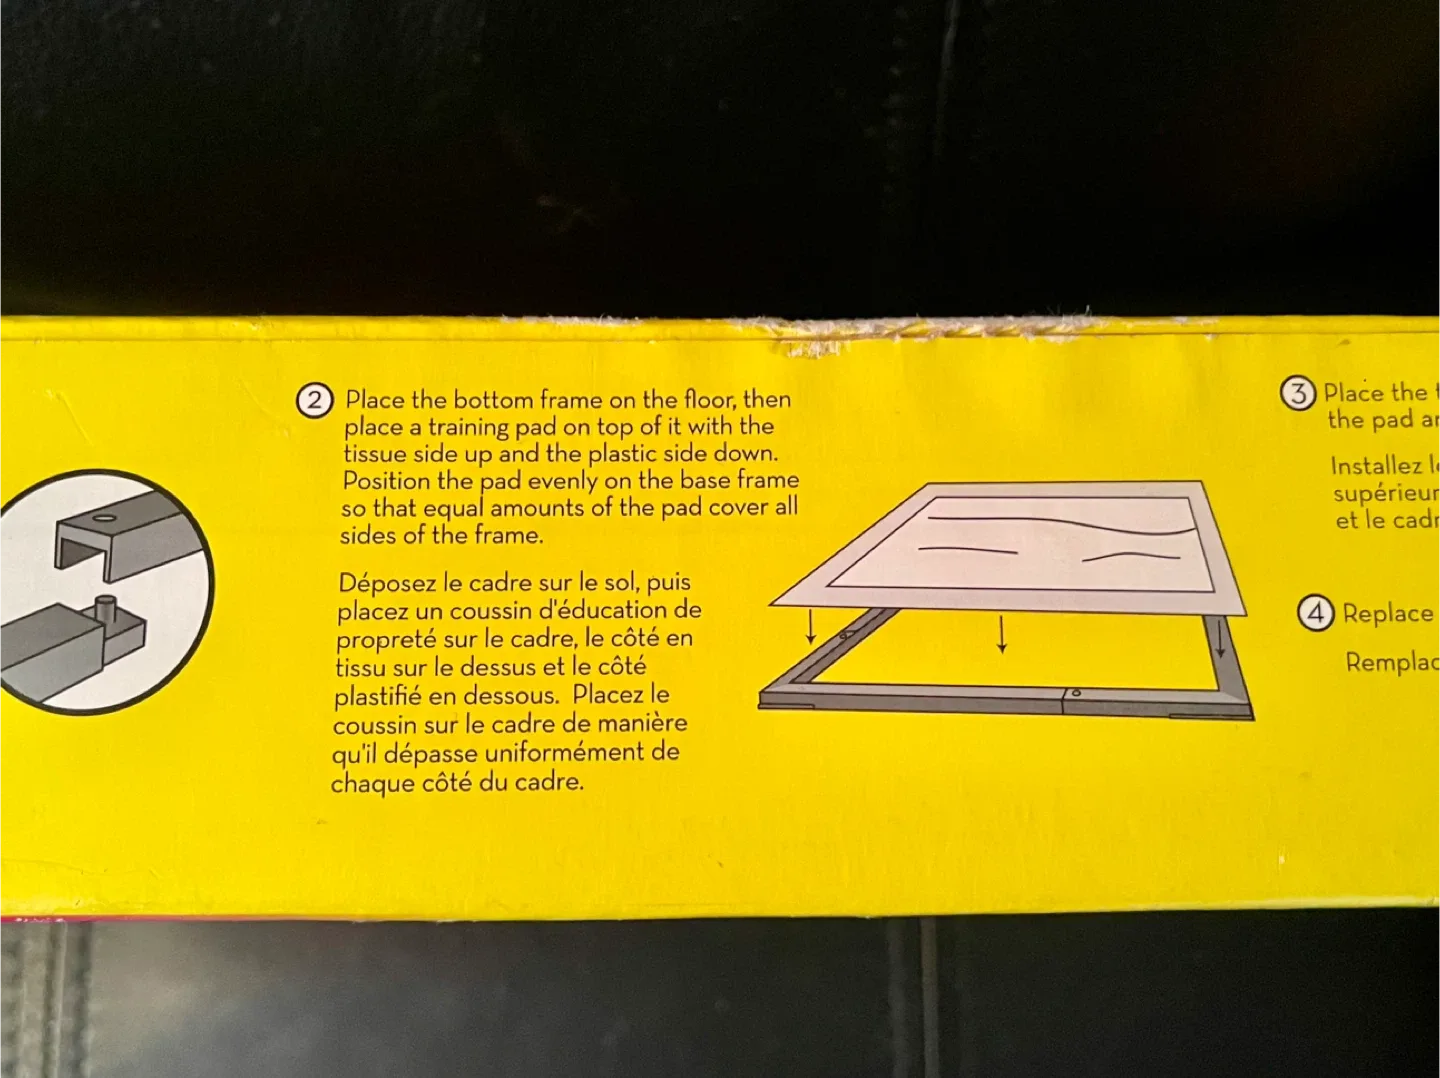 2 Place the bottom frame on the floor, then
place a training pad on top of it with the
tissue side up and the plastic side down.
Position the pad evenly on the base frame
so that equal amounts of the pad cover all
sides of the frame.
Déposez le cadre sur le sol, puis
placez un coussin d'éducation de
propreté sur le cadre, le côté en
tissu sur le dessus et le côté
plastifié en dessous. Placez le
coussin sur le cadre de manière
qu'il dépasse uniformément de
chaque côté du cadre.
3 Place the
the pad
Installez
supérieur
et le
4 Replace